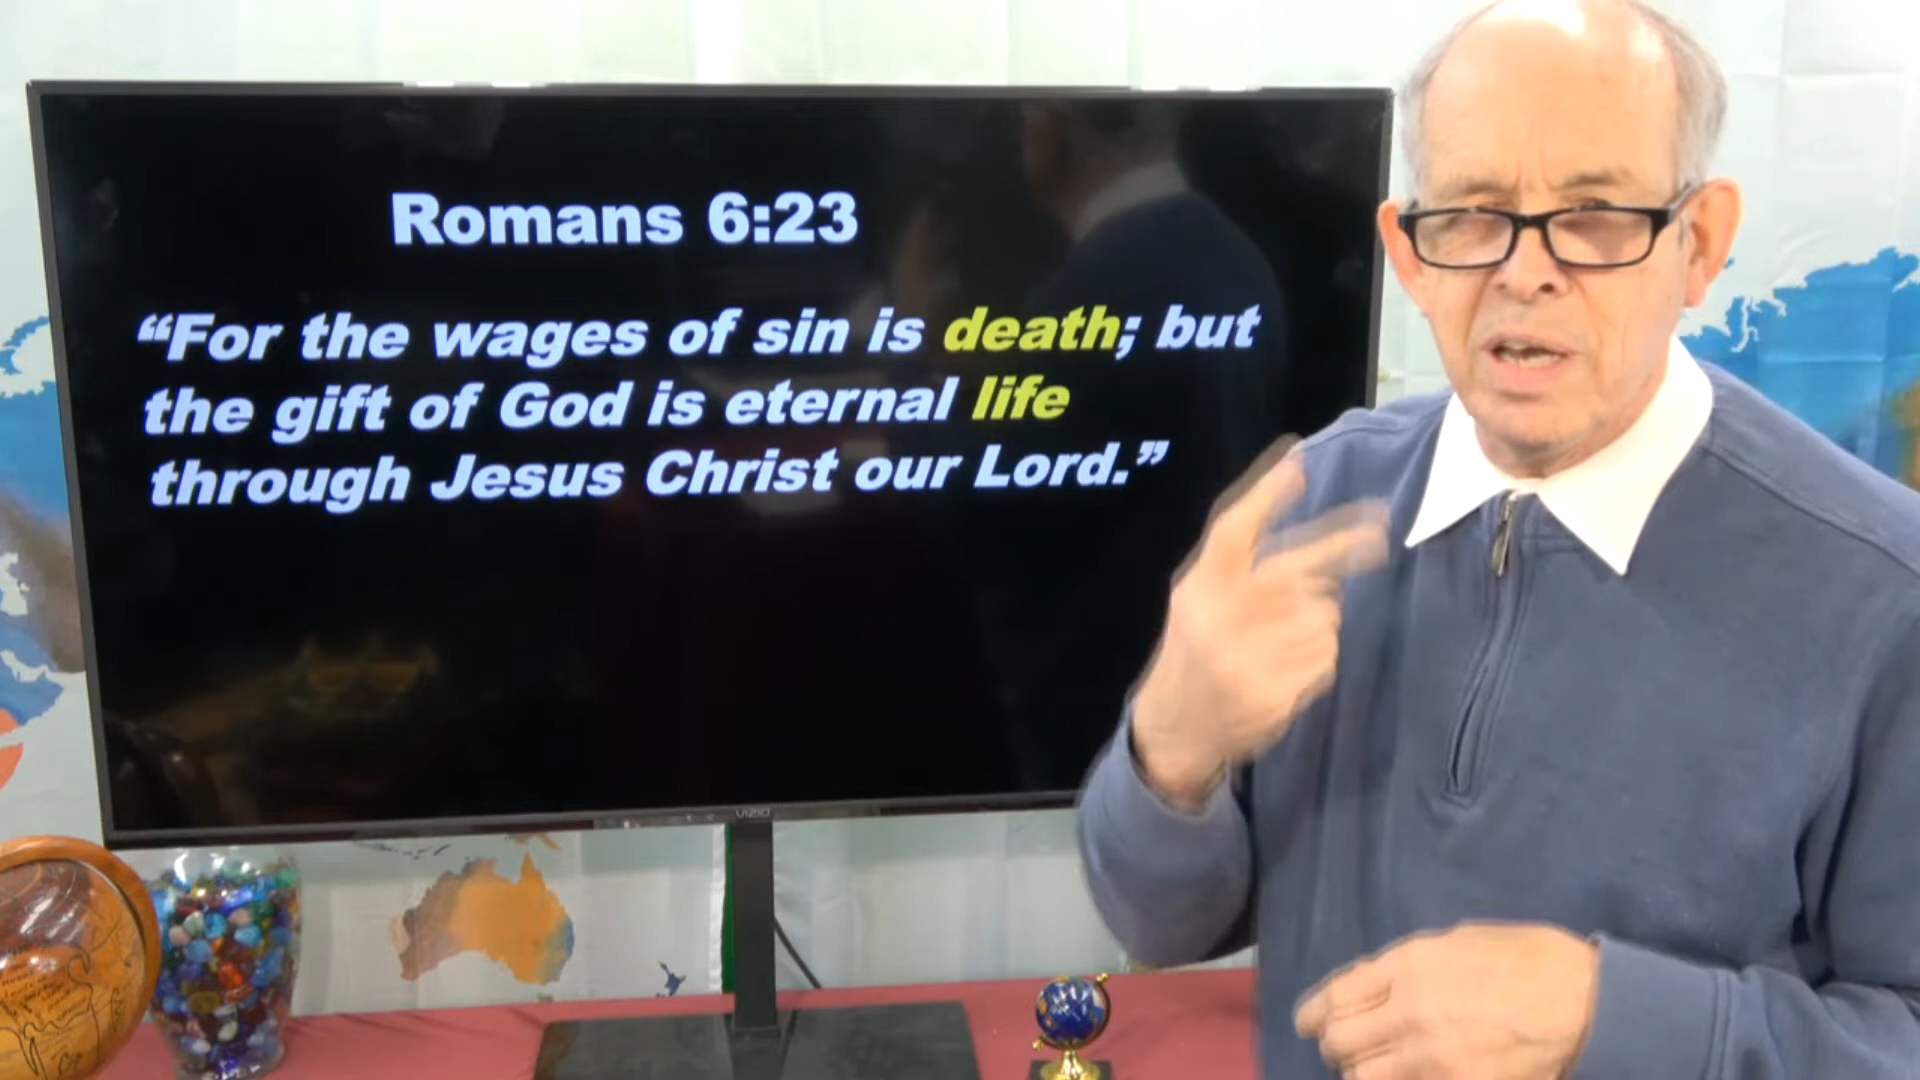 Romans 6:23
“For the wages of sin is death; but
the gift of God is eternal life
through Jesus Christ our Lord.”
VIZIO